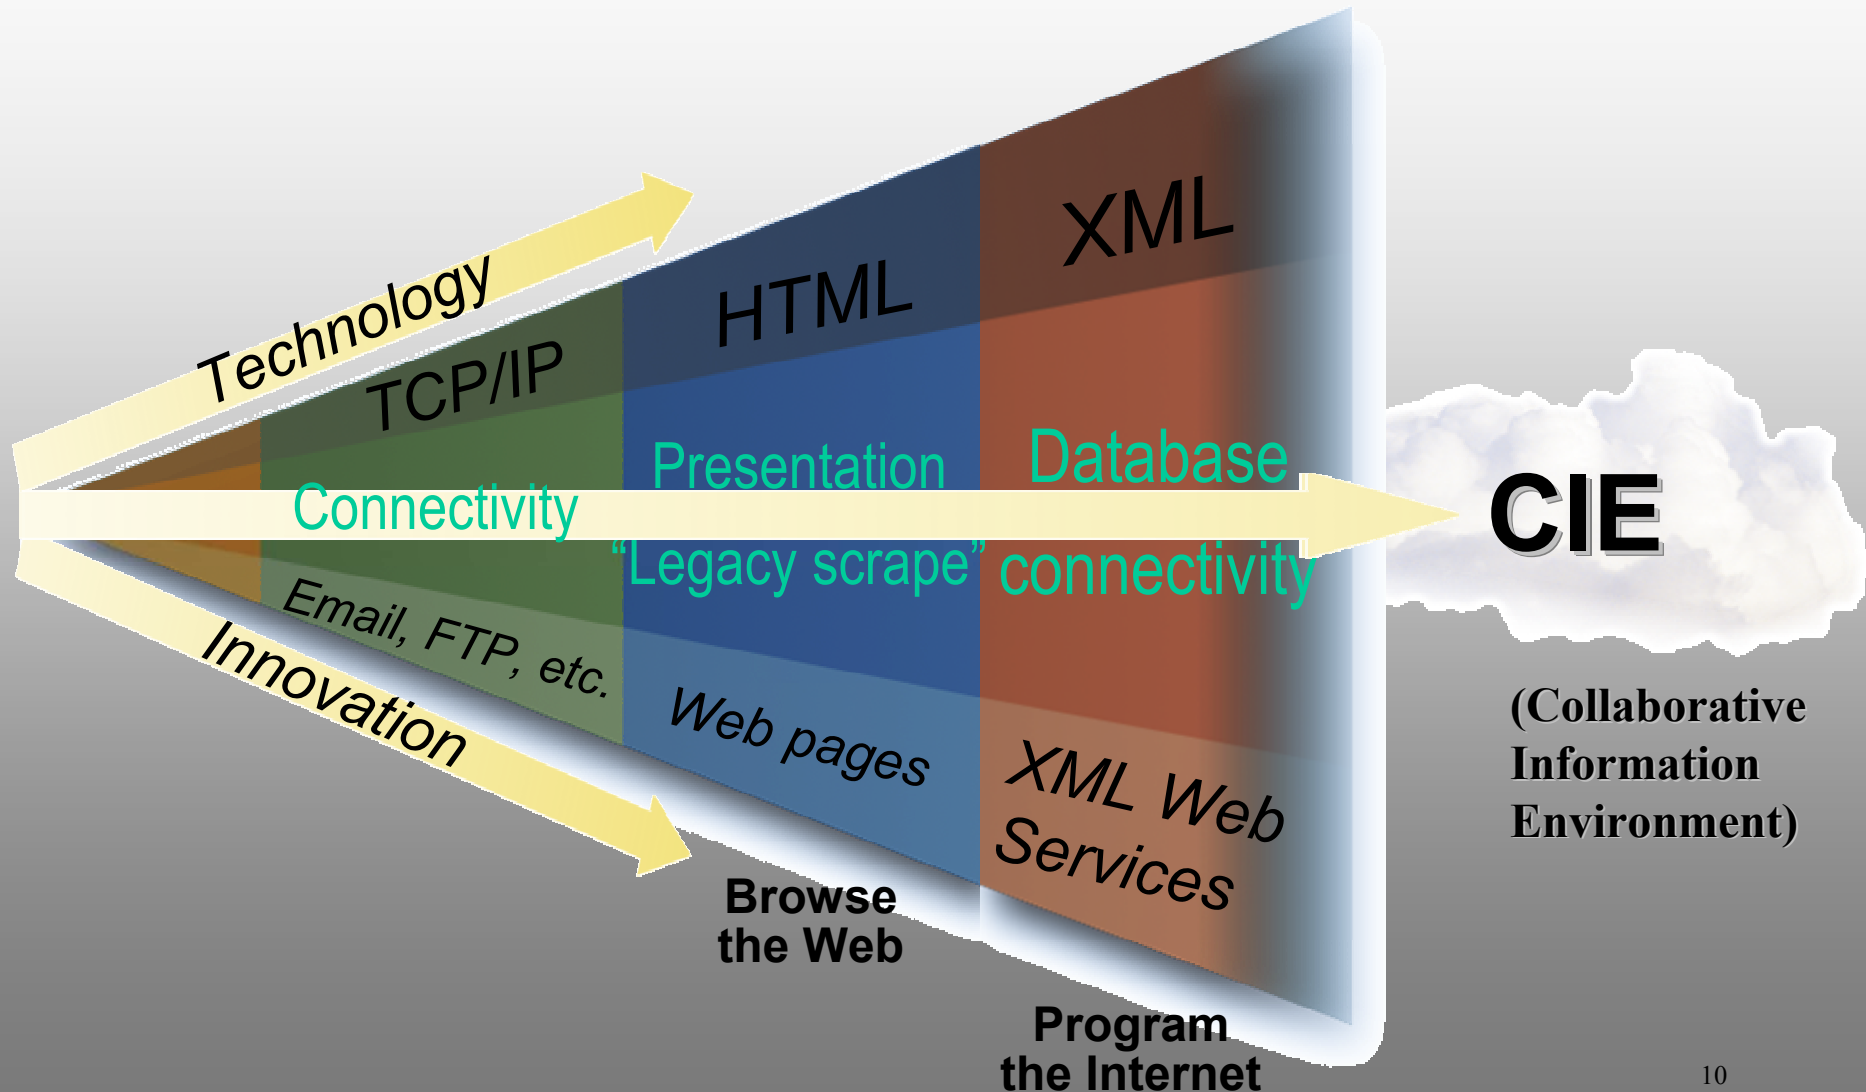 Technology
TCP/IP
HTML
XML
Connectivity
Presentation
“Legacy scrape”
Database
connectivity
CIE
(Collaborative
Information
Environment)
Innovation
Email, FTP, etc.
Web pages
XML Web
Services
Browse
the Web
Program
the Internet
10